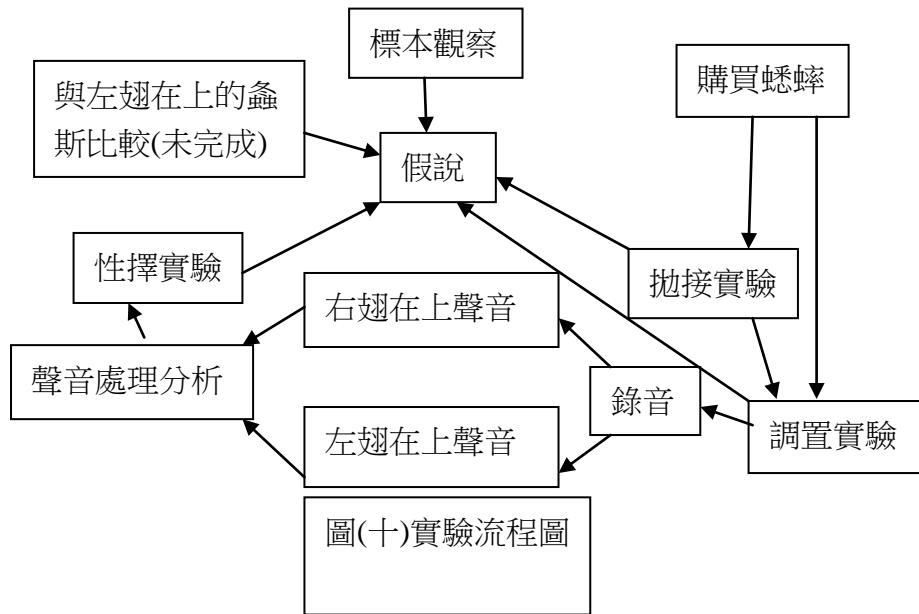 標本觀察
購買蟋蟀
與左翅在上的螽
斯比較(未完成)
假說
性擇實驗
拋接實驗
右翅在上聲音
聲音處理分析
錄音
左翅在上聲音
調置實驗
圖(十)實驗流程圖